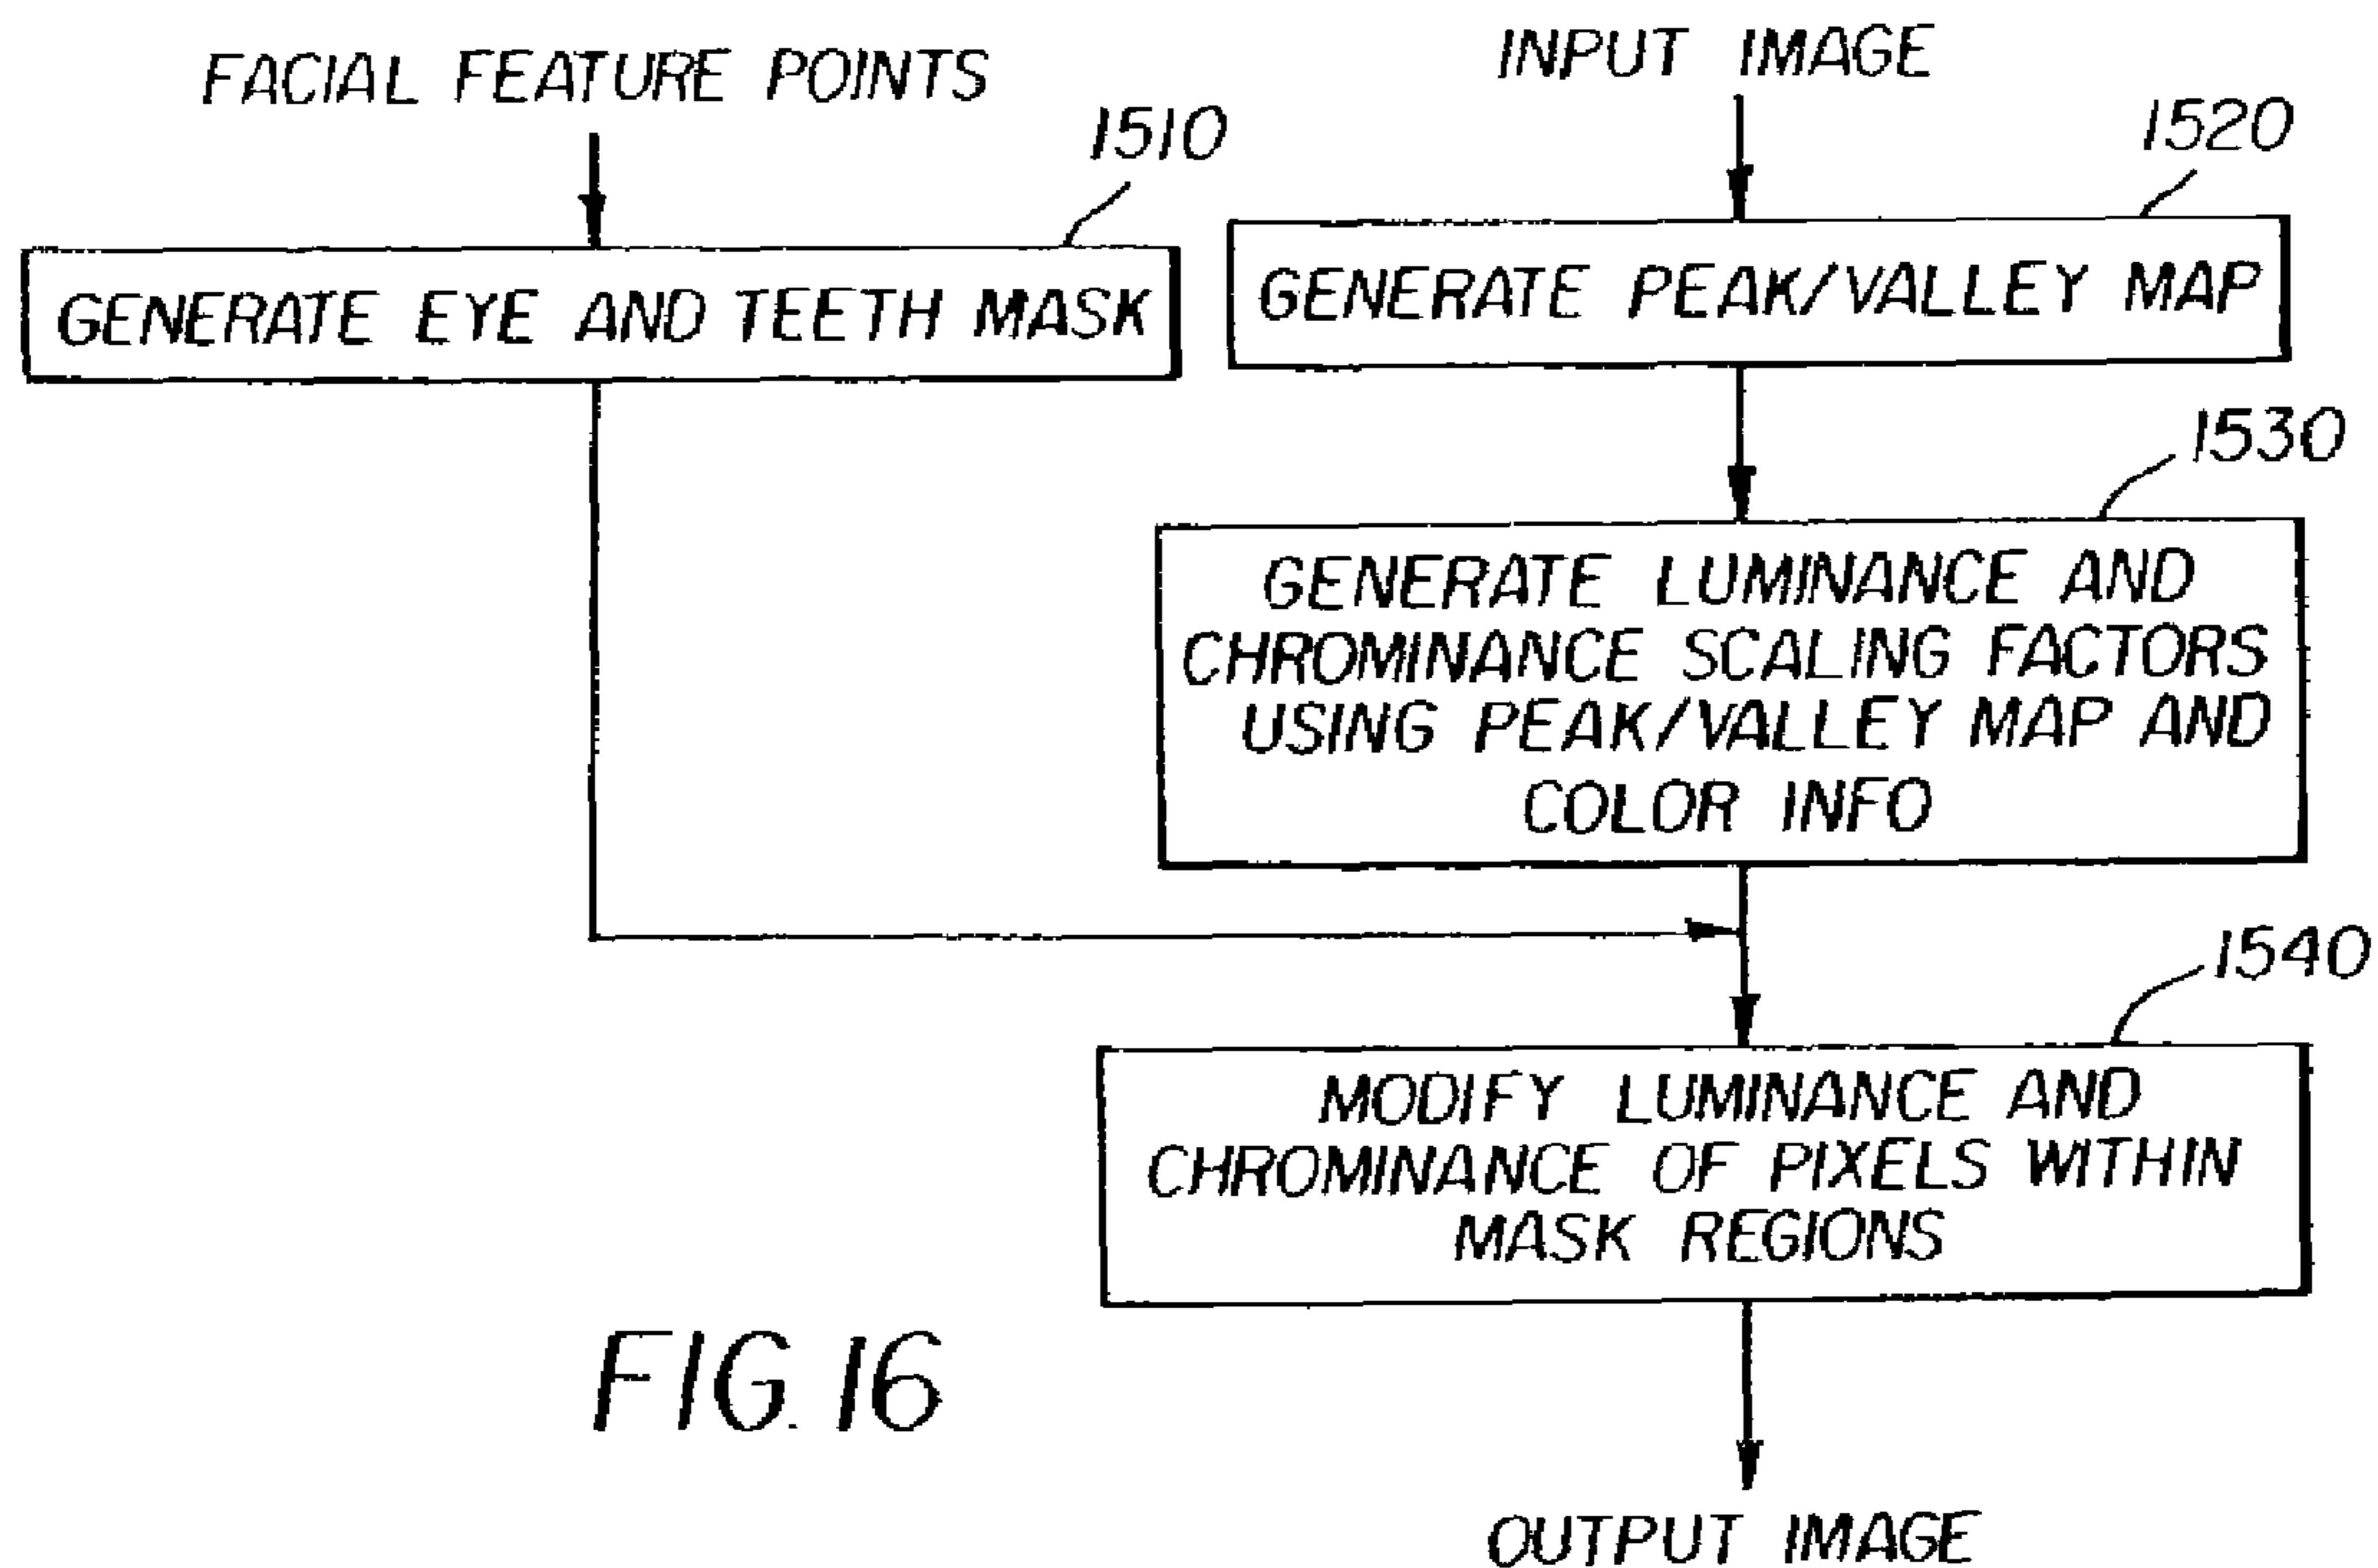 FACIAL FEATURE POINTS
1510
GENERATE EYE AND TEETH MASK
INPUT IMAGE
1520
GENERATE PEAK/VALLEY MAP
1530
GENERATE LUMINANCE AND
CHROMINANCE SCALING FACTORS
USING PEAK/VALLEY MAP AND
COLOR INFO
1540
MODIFY LUMINANCE AND
CHROMINANCE OF PIXELS WITHIN
MASK REGIONS
OUTPUT IMAGE
FIG. 16